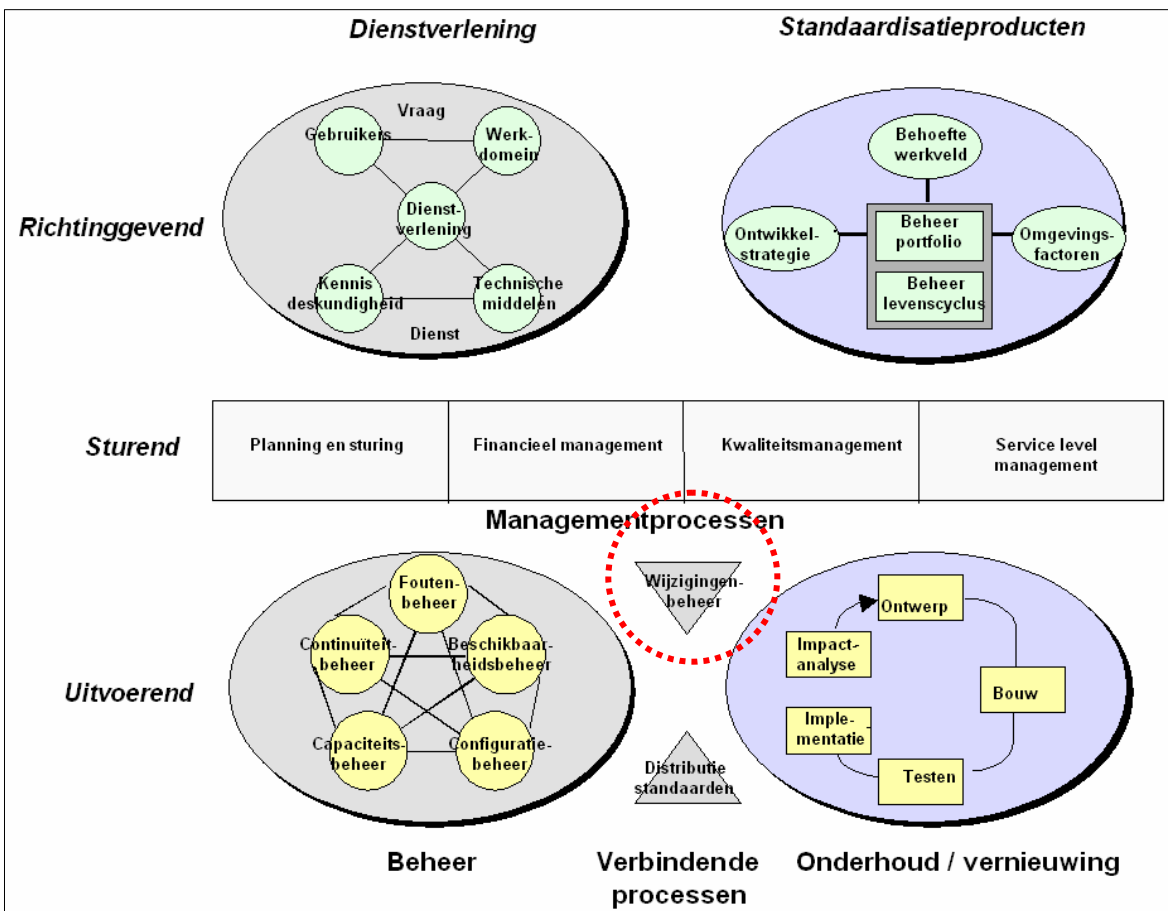 Dienstverlening
Standaardisatieproducten
Richtinggevend
Vraag
Gebruikers
Werk-
domein
Dienst-
verlening
Kennis
deskundigheid
Technische
middelen
Dienst
Behoefte
werkveld
Ontwikkel-
strategie
Beheer
portfolio
Omgevings-
factoren
Beheer
levenscyclus
Sturend
Planning en sturing
Financieel management
Kwaliteitsmanagement
Service level
management
Managementprocessen
Uitvoerend
Fouten-
beheer
Continuïteit-
beheer
Beschikbaar-
heidsbeheer
Capaciteits-
beheer
Configuratie-
beheer
Wijzigingen-
beheer
Distributie
standaarden
Ontwerp
Impact-
analyse
Bouw
Imple-
mentatie
Testen
Beheer
Verbindende
processen
Onderhoud / vernieuwing